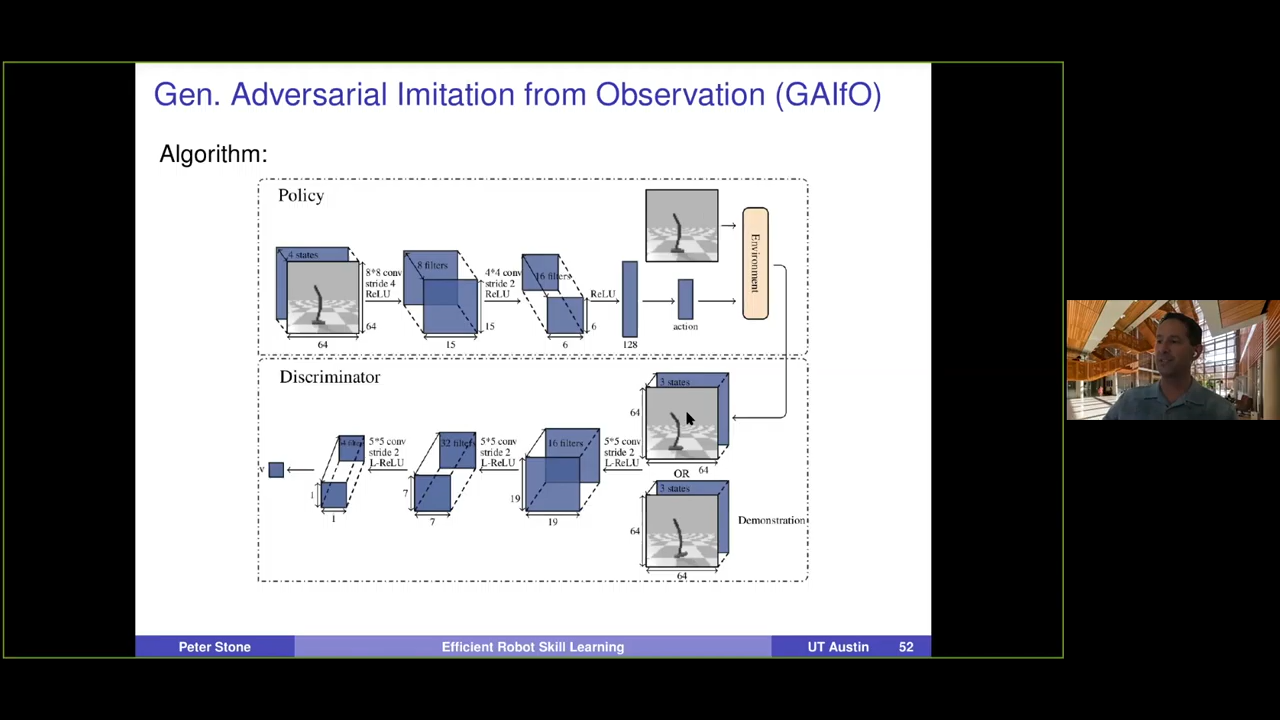 Gen. Adversarial Imitation from Observation (GAIfO)
Algorithm:
Policy
4 states
64
64
8*8 conv
stride 4
ReLU
8 filters
15
15
4*4 conv
stride 2
ReLU
16 filters
6
6
ReLU
128
action
Environment
Discriminator
3 states
64
64
OR
3 states
64
64
Demonstration
5*5 conv
stride 2
L-ReLU
16 filters
19
19
5*5 conv
stride 2
L-ReLU
32 filters
7
7
5*5 conv
stride 2
L-ReLU
1
1
v
Peter Stone
Efficient Robot Skill Learning
UT Austin
52